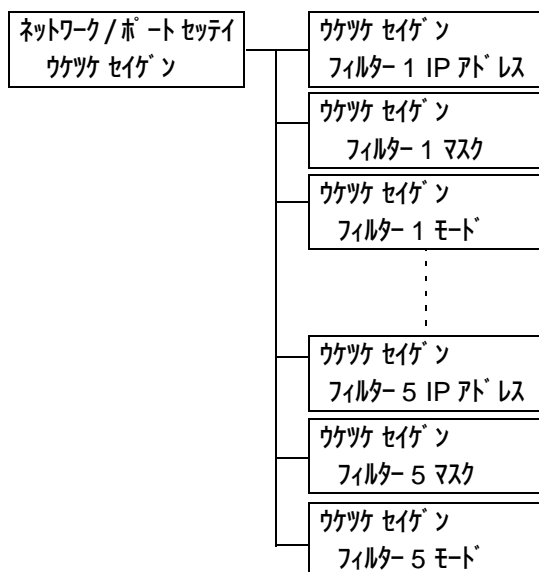 ﾈｯﾄﾜｰｸ / ﾎﾟｰﾄ ｾｯﾃｲ
ｳｹﾂｹ ｾｲｹﾞﾝ
ｳｹﾂｹ ｾｲｹﾞﾝ
ﾌｨﾙﾀｰ 1 IP ｱﾄﾞﾚｽ
ｳｹﾂｹ ｾｲｹﾞﾝ
ﾌｨﾙﾀｰ 1 ﾏｽｸ
ｳｹﾂｹ ｾｲｹﾞﾝ
ﾌｨﾙﾀｰ 1 ﾓｰﾄﾞ
ｳｹﾂｹ ｾｲｹﾞﾝ
ﾌｨﾙﾀｰ 5 IP ｱﾄﾞﾚｽ
ｳｹﾂｹ ｾｲｹﾞﾝ
ﾌｨﾙﾀｰ 5 ﾏｽｸ
ｳｹﾂｹ ｾｲｹﾞﾝ
ﾌｨﾙﾀｰ 5 ﾓｰﾄﾞ